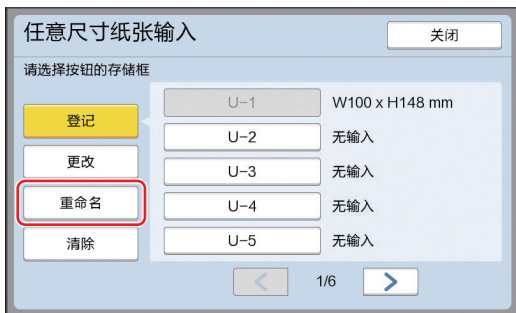 任意尺寸纸张输入
关闭
请选择按钮的存储框
登记
更改
重命名
清除
U-1 W100 x H148 mm
U-2 无输入
U-3 无输入
U-4 无输入
U-5 无输入
< 1/6 >